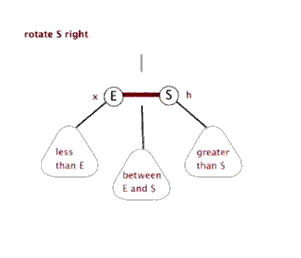 rotate S right
x E S h
less
than E
between
E and S
greater
than S